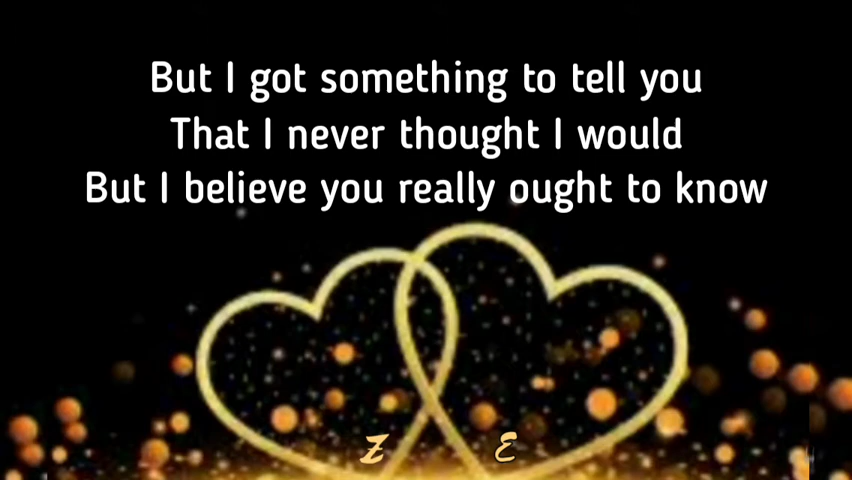 But I got something to tell you
That I never thought I would
But I believe you really ought to know
Z E